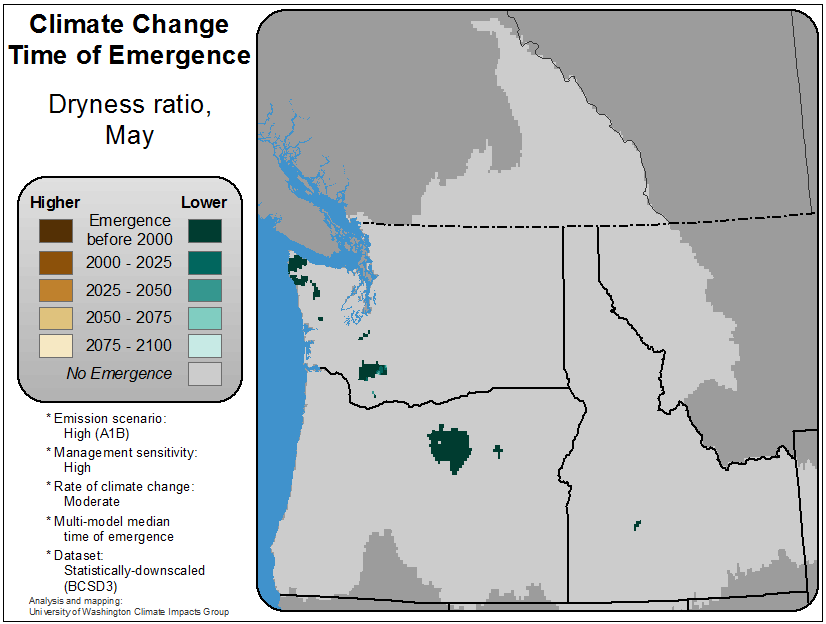 Climate Change
Time of Emergence
Dryness ratio,
May
Higher
Lower
Emergence
before 2000
2000 - 2025
2025 - 2050
2050 - 2075
2075 - 2100
No Emergence
* Emission scenario:
High (A1B)
* Management sensitivity:
High
* Rate of climate change:
Moderate
* Multi-model median
time of emergence
* Dataset:
Statistically-downscaled
(BCSD3)
Analysis and mapping:
University of Washington Climate Impacts Group